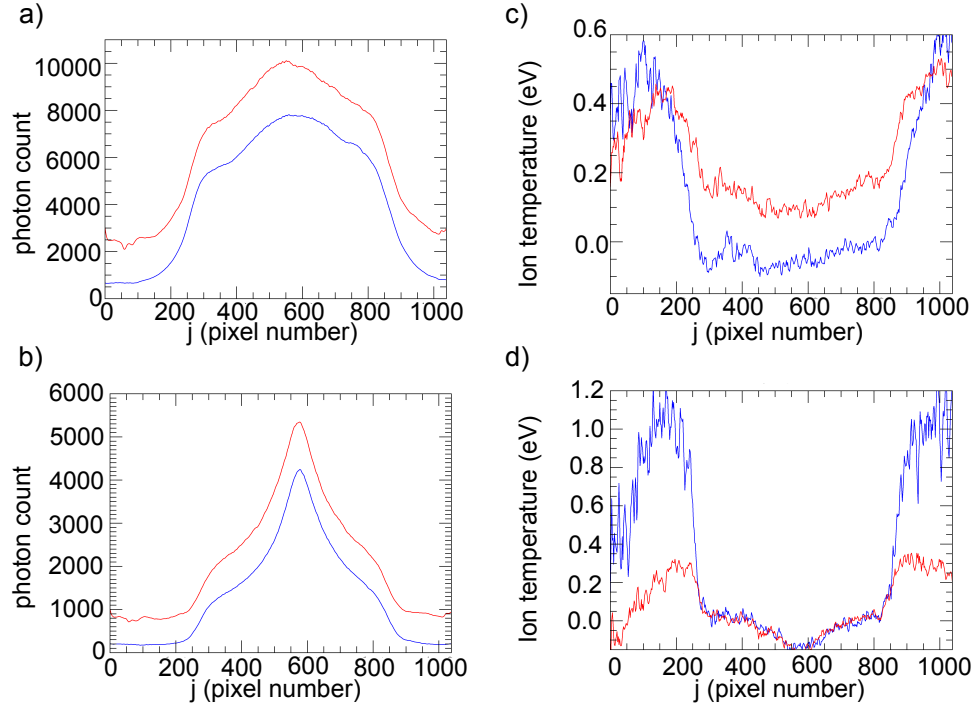 a)
photon count
10000
8000
6000
4000
2000
0
0 200 400 600 800 1000
j (pixel number)
b)
photon count
6000
5000
4000
3000
2000
1000
0
0 200 400 600 800 1000
j (pixel number)
c)
Ion temperature (eV)
0.6
0.4
0.2
0.0
0 200 400 600 800 1000
j (pixel number)
d)
Ion temperature (eV)
1.2
1.0
0.8
0.6
0.4
0.2
0.0
0 200 400 600 800 1000
j (pixel number)